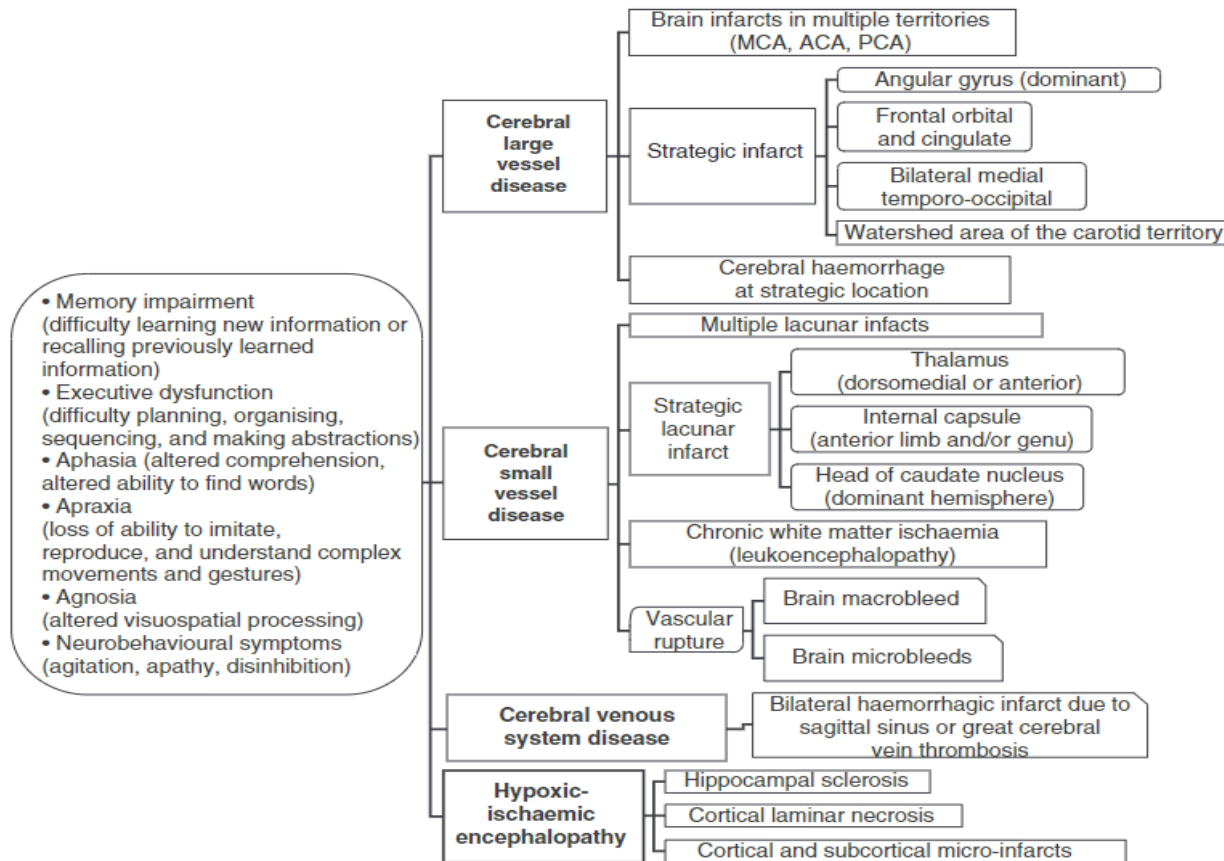 • Memory impairment
(difficulty learning new information or
recalling previously learned
information)
• Executive dysfunction
(difficulty planning, organising,
sequencing, and making abstractions)
• Aphasia (altered comprehension,
altered ability to find words)
• Apraxia
(loss of ability to imitate,
reproduce, and understand complex
movements and gestures)
• Agnosia
(altered visuospatial processing)
• Neurobehavioural symptoms
(agitation, apathy, disinhibition)
Cerebral
large
vessel
disease
Brain infarcts in multiple territories
(MCA, ACA, PCA)
Strategic infarct
Angular gyrus (dominant)
Frontal orbital
and cingulate
Bilateral medial
temporo-occipital
Watershed area of the carotid territory
Cerebral haemorrhage
at strategic location
Cerebral
small
vessel
disease
Multiple lacunar infacts
Strategic
lacunar
infarct
Thalamus
(dorsomedial or anterior)
Internal capsule
(anterior limb and/or genu)
Head of caudate nucleus
(dominant hemisphere)
Chronic white matter ischaemia
(leukoencephalopathy)
Vascular
rupture
Brain macrobleed
Brain microbleeds
Cerebral venous
system disease
Bilateral haemorrhagic infarct due to
sagittal sinus or great cerebral
vein thrombosis
Hypoxic-
ischaemic
encephalopathy
Hippocampal sclerosis
Cortical laminar necrosis
Cortical and subcortical micro-infarcts